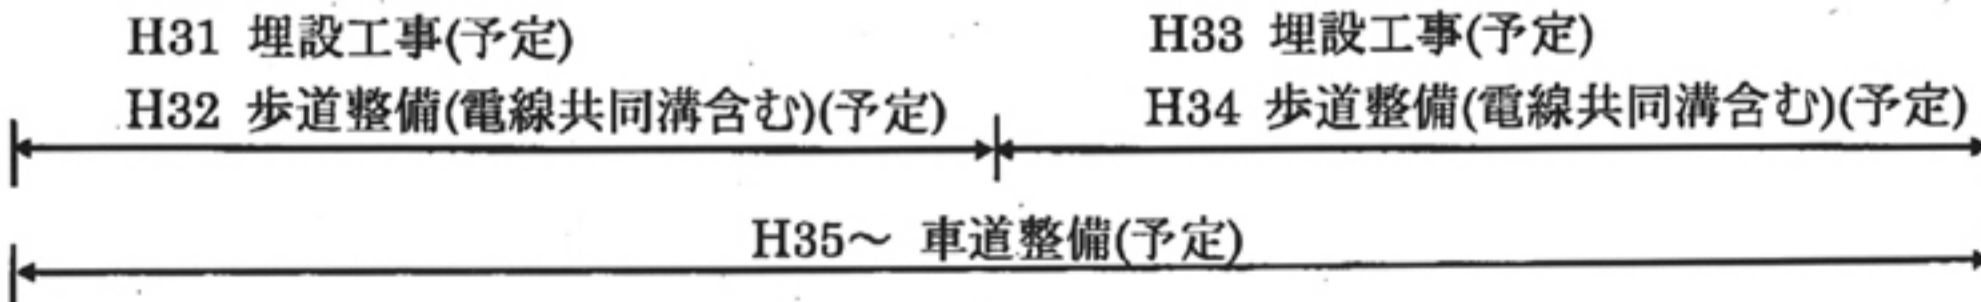 H31 埋設工事(予定)
H32 歩道整備(電線共同溝含む)(予定)
H33 埋設工事(予定)
H34 歩道整備(電線共同溝含む)(予定)
H35～ 車道整備(予定)